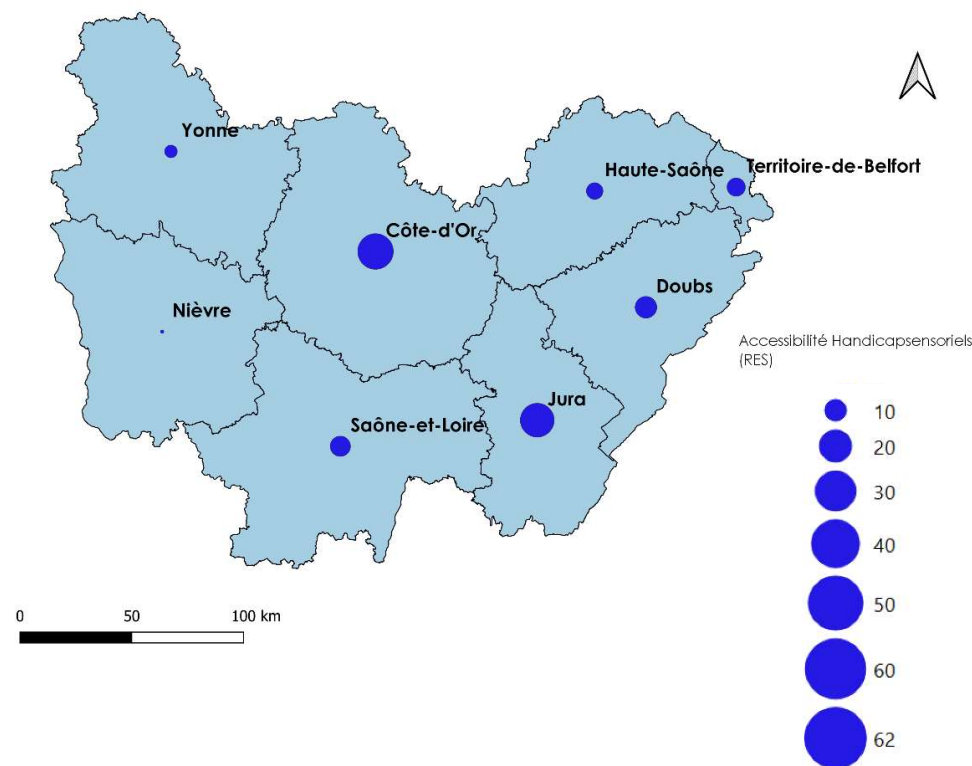 Yonne
Haute-Saône
Territoire-de-Belfort
Côte-d'Or
Doubs
Nièvre
Accessibilité Handicapsensoriels
(RES)
Jura
Saône-et-Loire
10
20
30
40
50
60
62
0 50 100 km